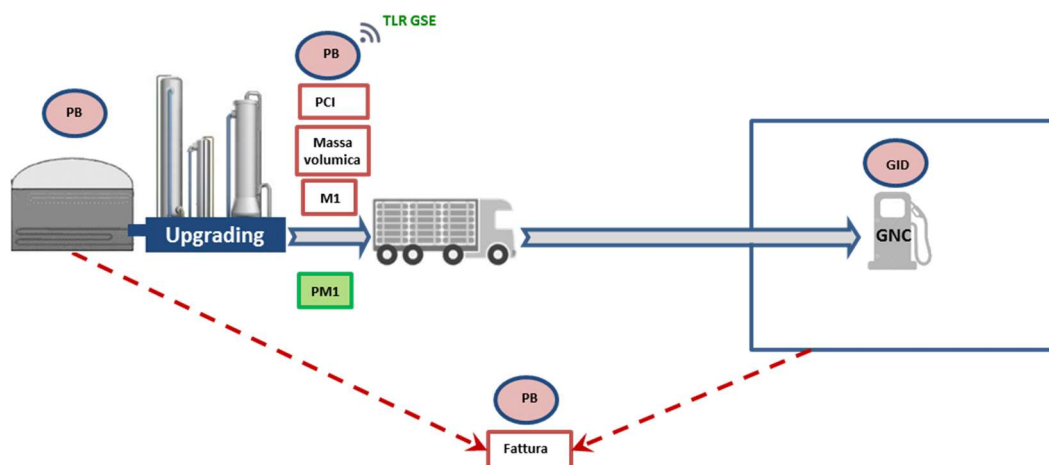 TLR GSE
PB
PB
PCI
Massa
volumica
M1
Upgrading
PM1
GID
GNC
PB
Fattura